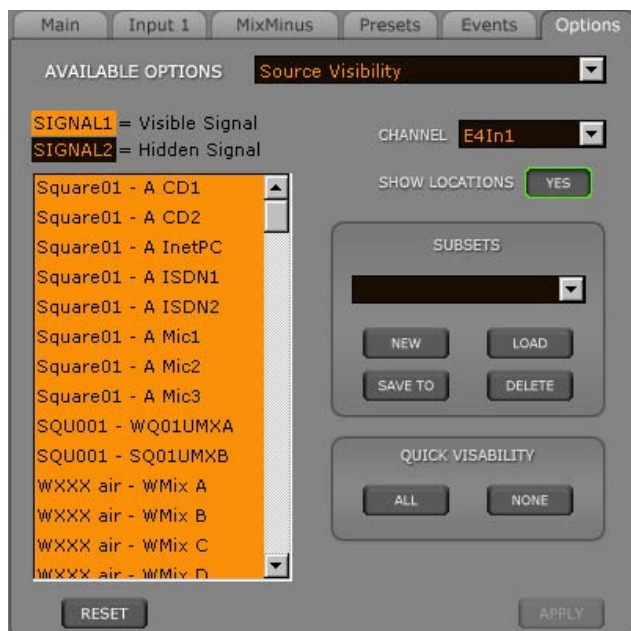 Main Input 1 MixMinus Presets Events Options
AVAILABLE OPTIONS Source Visibility
SIGNAL1 = Visible Signal
SIGNAL2 = Hidden Signal
CHANNEL E4In1
SHOW LOCATIONS YES
Square01 - A CD1
Square01 - A CD2
Square01 - A InetPC
Square01 - A ISDN1
Square01 - A ISDN2
Square01 - A Mic1
Square01 - A Mic2
Square01 - A Mic3
SQU001 - WQ01UMXA
SQU001 - SQ01UMXB
WXXX air - WMix A
WXXX air - WMix B
WXXX air - WMix C
WXXX air - WMix D
SUBSETS
NEW LOAD
SAVE TO DELETE
QUICK VISABILITY
ALL NONE
RESET APPLY